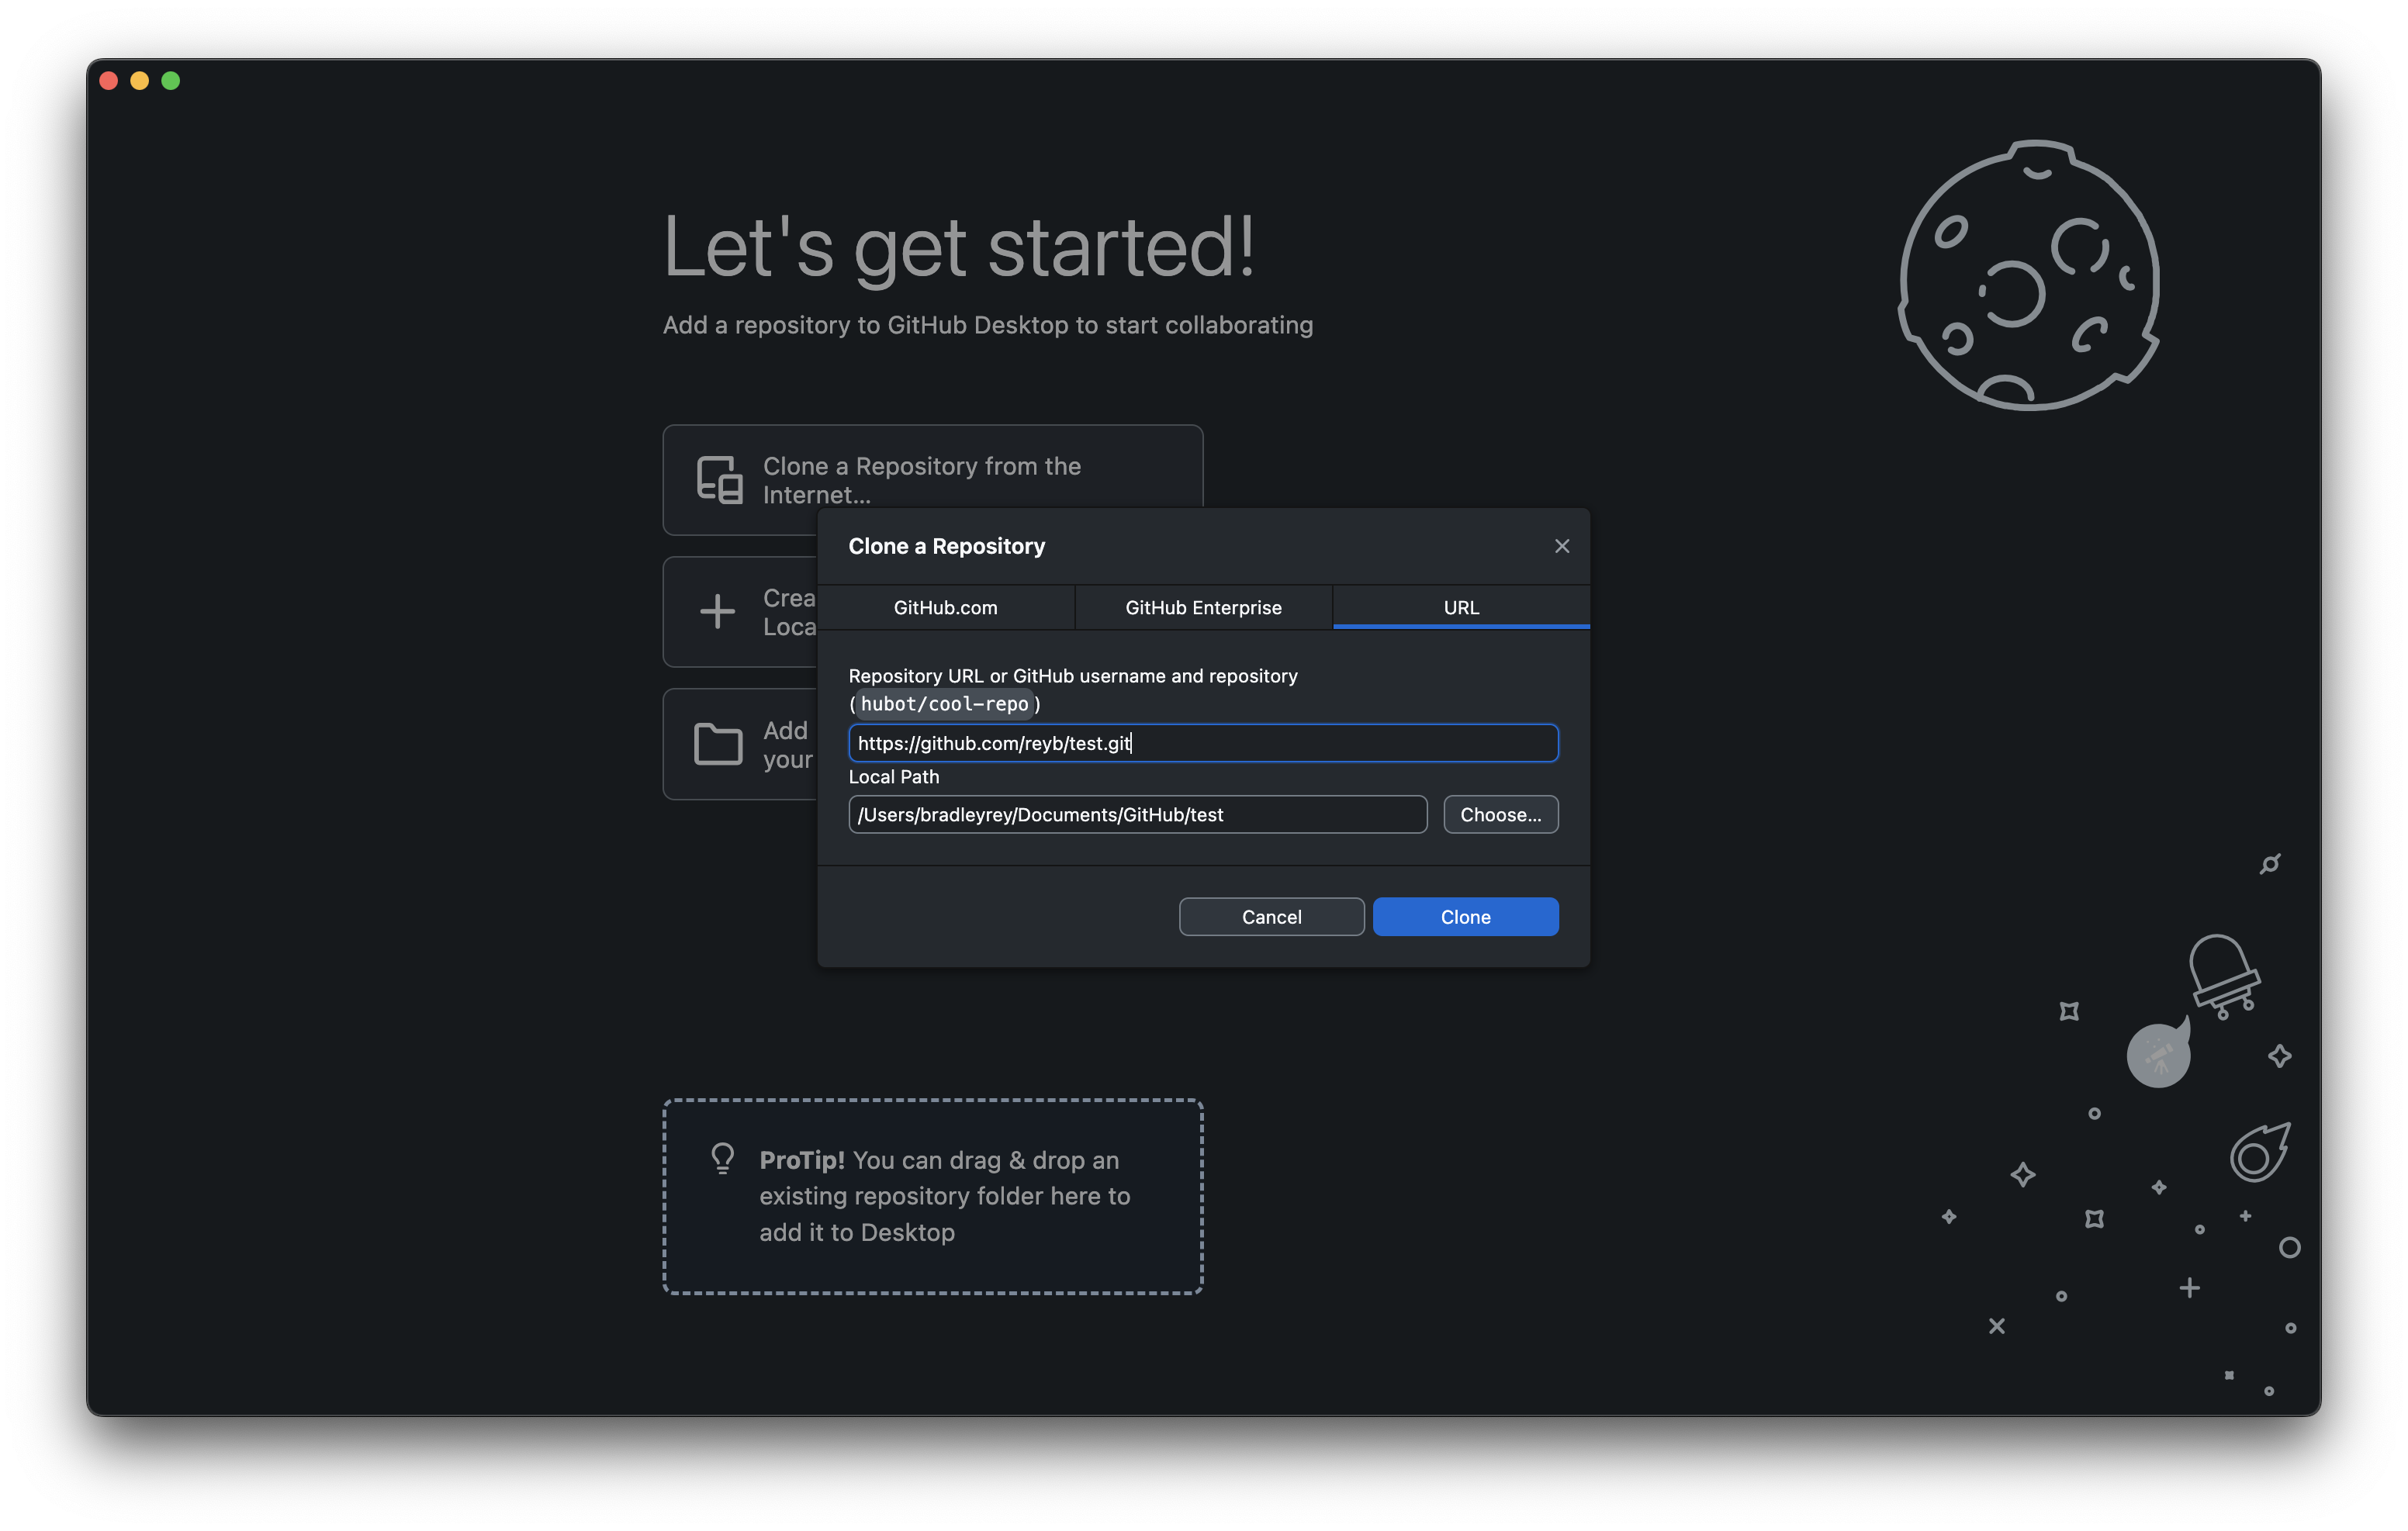 Let's get started!
Add a repository to GitHub Desktop to start collaborating
Clone a Repository from the
Internet...
Crea
Loca
Add
your
Clone a Repository
GitHub.com
GitHub Enterprise
URL
Repository URL or GitHub username and repository
(hubot/cool-repo)
https://github.com/reyb/test.git
Local Path
/Users/bradleyrey/Documents/GitHub/test
Choose...
Cancel
Clone
ProTip! You can drag & drop an
existing repository folder here to
add it to Desktop